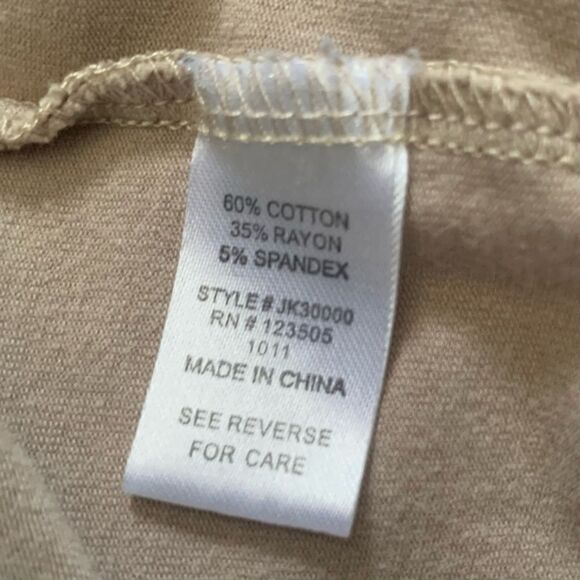 60% COTTON
35% RAYON
5% SPANDEX
STYLE# JK30000
RN # 123505
1011
MADE IN CHINA
SEE REVERSE
FOR CARE